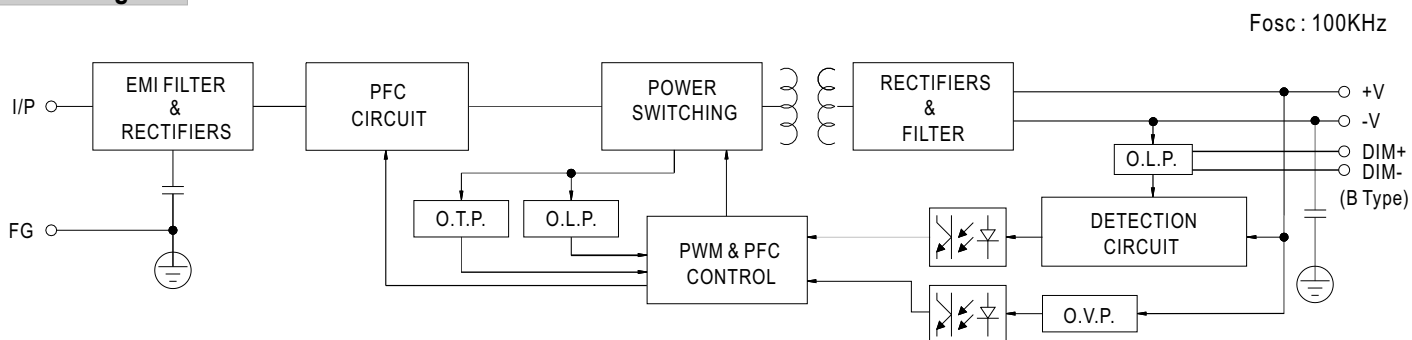 Fosc : 100KHz
I/P
EMI FILTER
&
RECTIFIERS
PFC
CIRCUIT
POWER
SWITCHING
RECTIFIERS
&
FILTER
+V
-V
O.L.P.
DIM+
DIM-
(B Type)
O.T.P.
O.L.P.
FG
PWM & PFC
CONTROL
DETECTION
CIRCUIT
O.V.P.